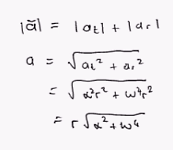 |ã| = |at| + |ar|
a = √(at² + ar²)
= √(α²r² + ω⁴r²)
= r√(α² + ω⁴)